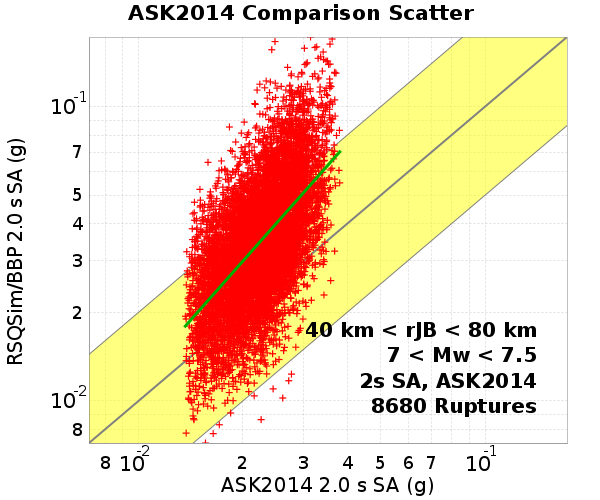 ASK2014 Comparison Scatter
RSQSim/BBP 2.0 s SA (g)
10-1
7
5
4
3
2
10-2
8
40 km < rJB < 80 km
7 < Mw < 7.5
2s SA, ASK2014
8680 Ruptures
8 10-2 2 3 4 5 6 7 10-1
ASK2014 2.0 s SA (g)